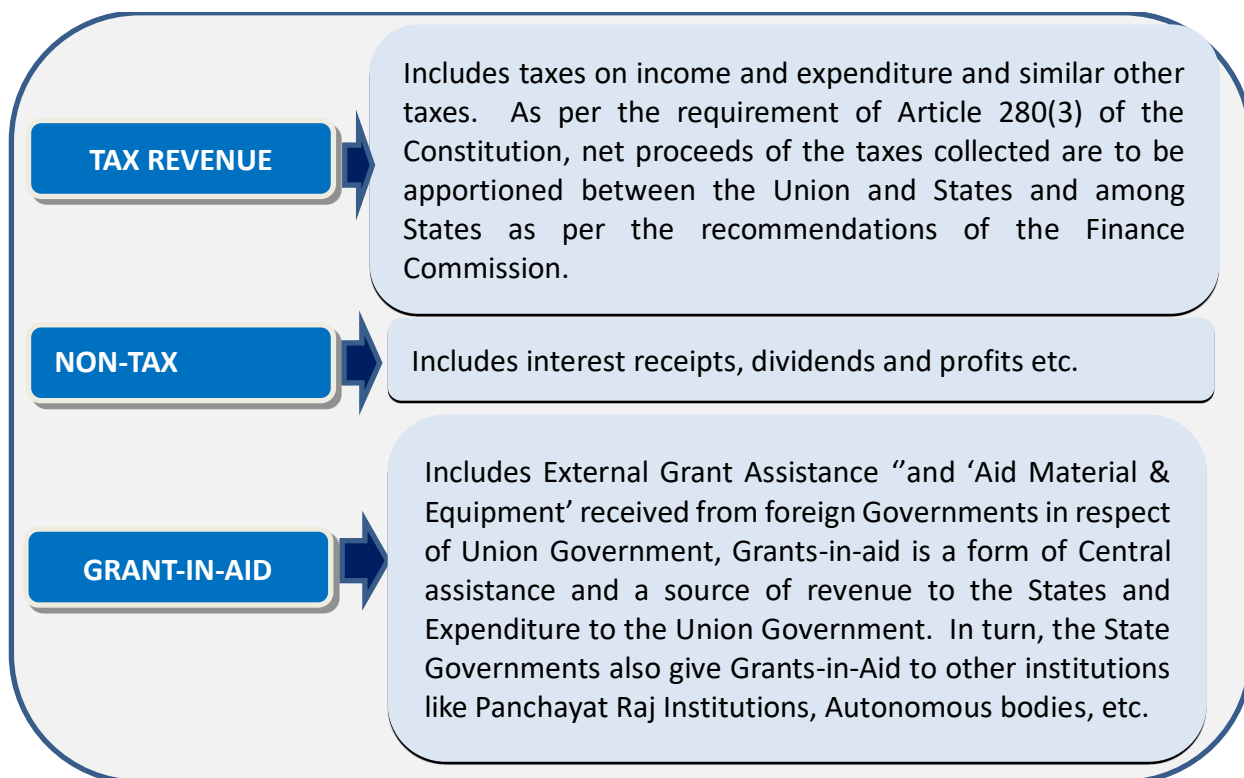 TAX REVENUE
Includes taxes on income and expenditure and similar other
taxes. As per the requirement of Article 280(3) of the
Constitution, net proceeds of the taxes collected are to be
apportioned between the Union and States and among
States as per the recommendations of the Finance
Commission.
NON-TAX
Includes interest receipts, dividends and profits etc.
GRANT-IN-AID
Includes External Grant Assistance ‘’and ‘Aid Material &
Equipment’ received from foreign Governments in respect
of Union Government, Grants-in-aid is a form of Central
assistance and a source of revenue to the States and
Expenditure to the Union Government. In turn, the State
Governments also give Grants-in-Aid to other institutions
like Panchayat Raj Institutions, Autonomous bodies, etc.